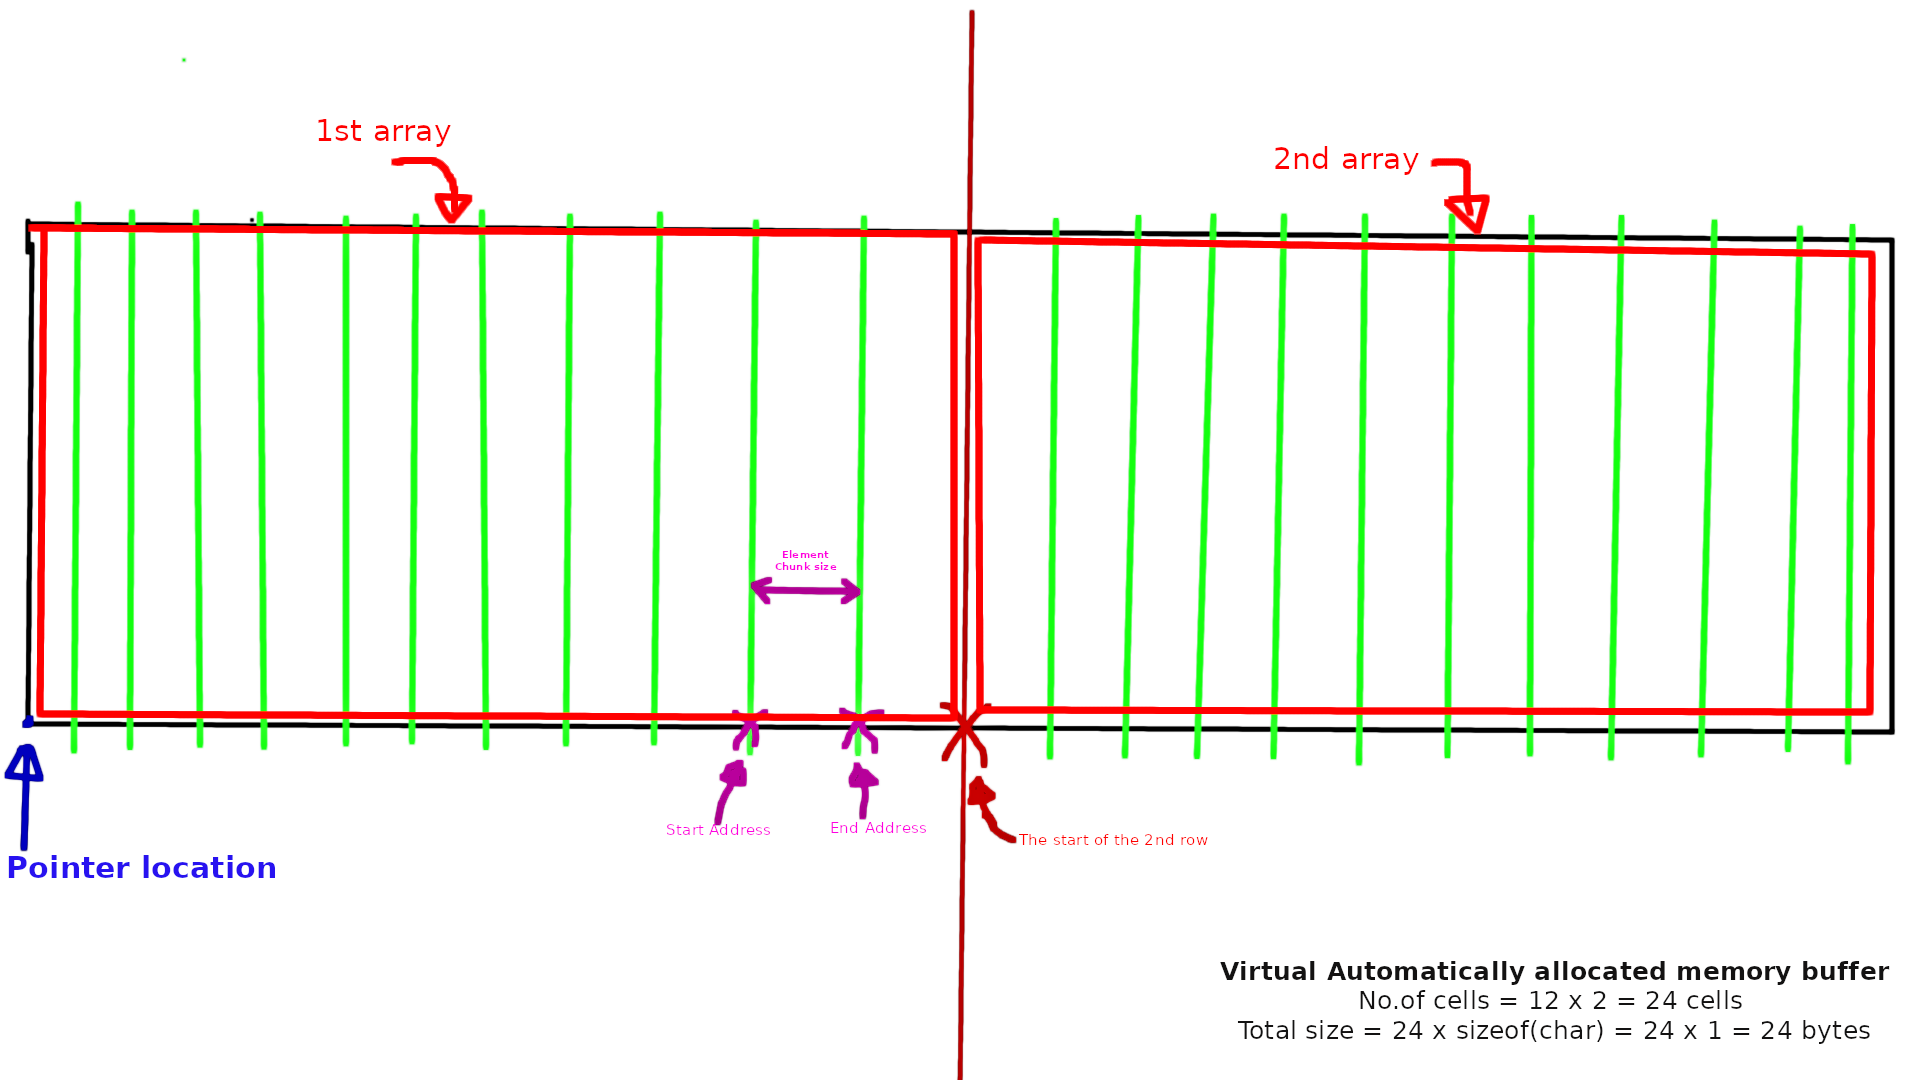 1st array
2nd array
Element
Chunk size
Start Address
End Address
The start of the 2nd row
Pointer location
Virtual Automatically allocated memory buffer
No.of cells = 12 x 2 = 24 cells
Total size = 24 x sizeof(char) = 24 x 1 = 24 bytes